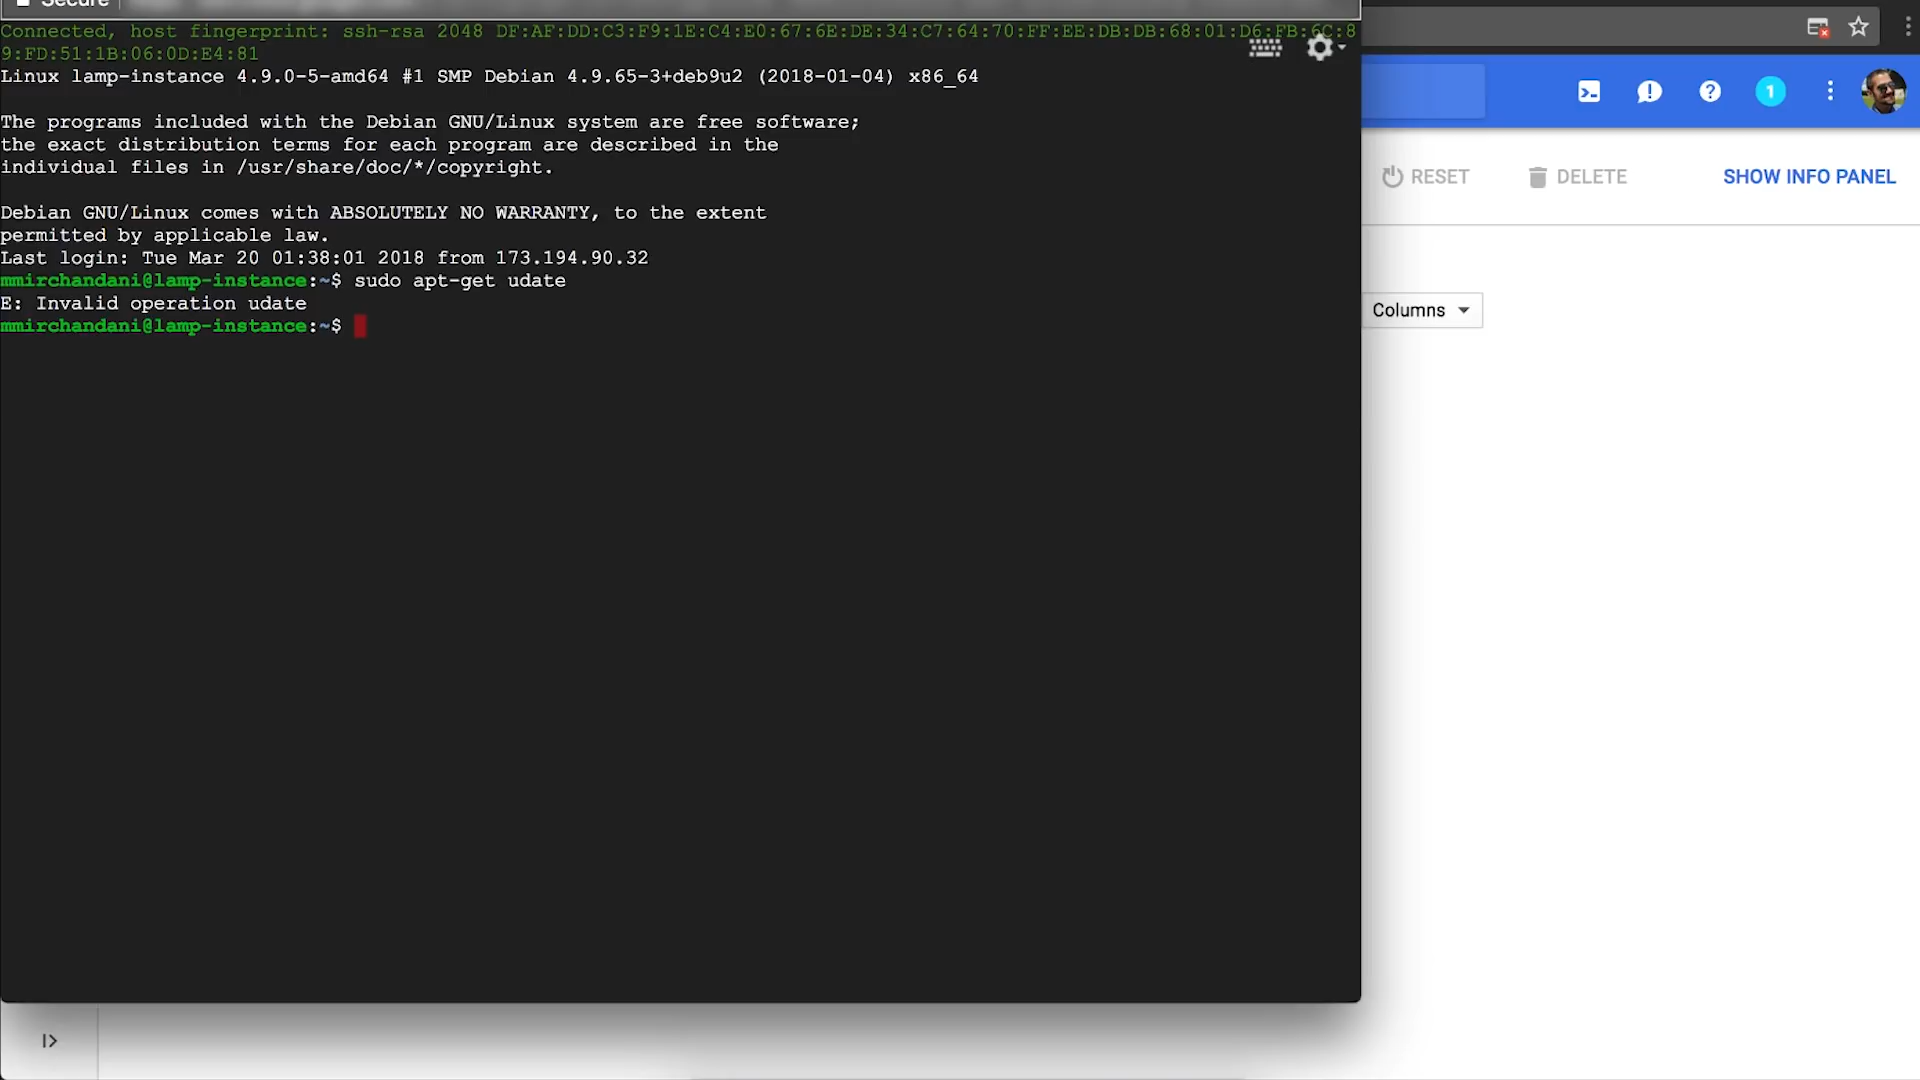 Secure
Connected, host fingerprint: ssh-rsa 2048 DF:AF:DD:C3:F9:1E:C4:E0:67:6E:DE:34:C7:64:70:FF:EE:DB:DB:68:01:D6:FB:6C:8
9:FD:51:1B:06:0D:E4:81
Linux lamp-instance 4.9.0-5-amd64 #1 SMP Debian 4.9.65-3+deb9u2 (2018-01-04) x86_64
The programs included with the Debian GNU/Linux system are free software;
the exact distribution terms for each program are described in the
individual files in /usr/share/doc/*/copyright.
Debian GNU/Linux comes with ABSOLUTELY NO WARRANTY, to the extent
permitted by applicable law.
Last login: Tue Mar 20 01:38:01 2018 from 173.194.90.32
mmirchandani@lamp-instance:~$ sudo apt-get udate
E: Invalid operation udate
mmirchandani@lamp-instance:~$
1
RESET
DELETE
SHOW INFO PANEL
Columns